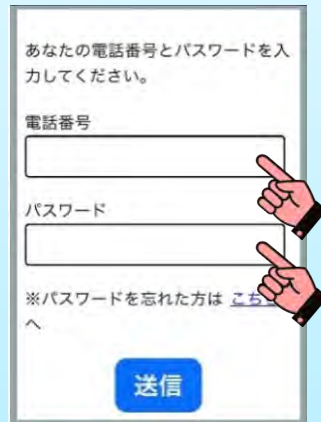 あなたの電話番号とパスワードを入
力してください。
電話番号
パスワード
※パスワードを忘れた方は こち
へ
送信